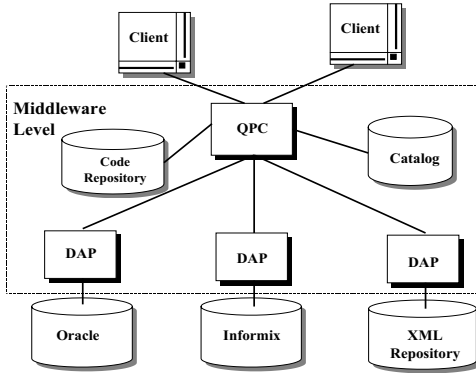 Client
Client
Middleware
Level
QPC
Code
Repository
Catalog
DAP
DAP
DAP
Oracle
Informix
XML
Repository